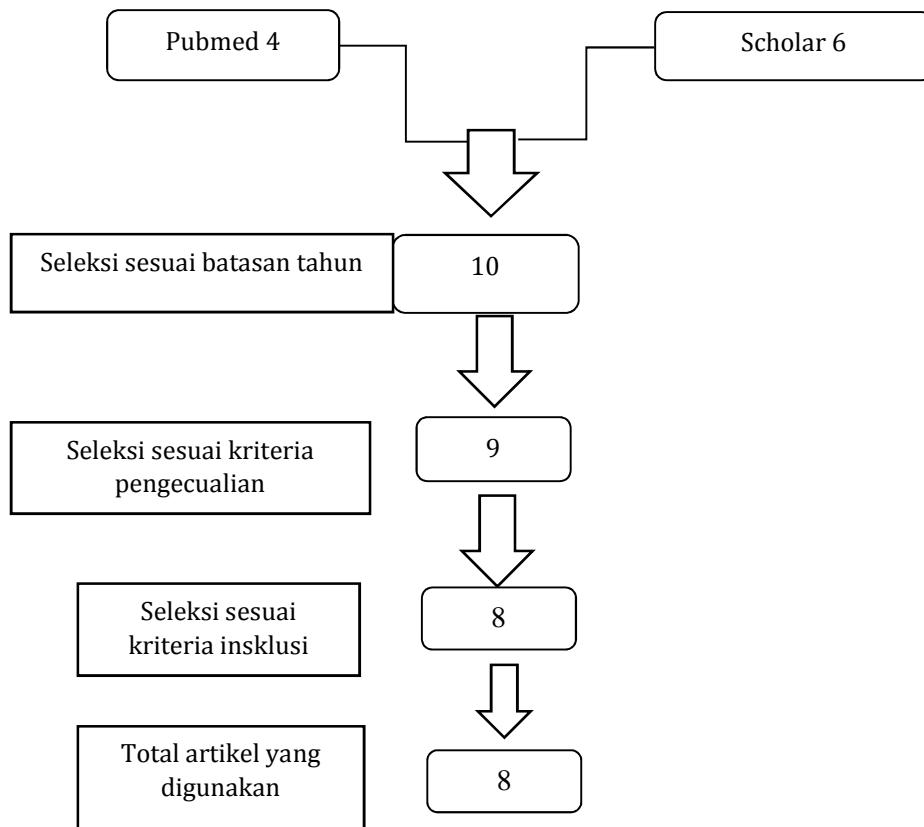 Pubmed 4
Scholar 6
Seleksi sesuai batasan tahun
10
Seleksi sesuai kriteria
pengecualian
9
Seleksi sesuai
kriteria insklusi
8
Total artikel yang
digunakan
8